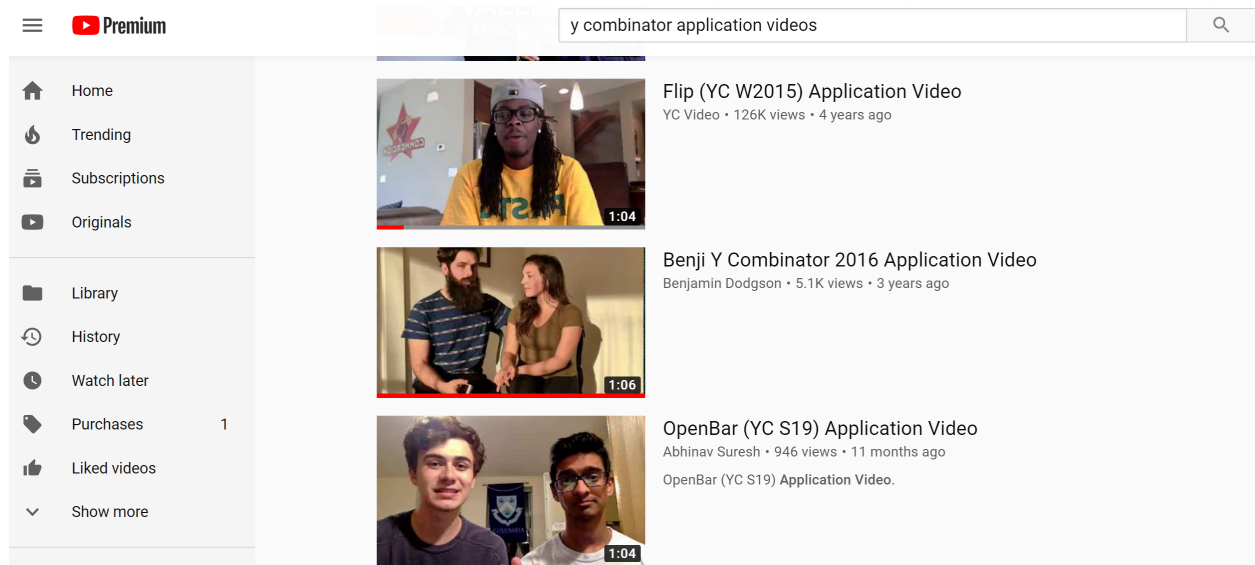 Premium
y combinator application videos
EPISODE
Home
Trending
Subscriptions
Originals
Library
History
Watch later
Purchases 1
Liked videos
Show more
Flip (YC W2015) Application Video
YC Video • 126K views • 4 years ago
1:04
Benji Y Combinator 2016 Application Video
Benjamin Dodgson • 5.1K views • 3 years ago
1:06
OpenBar (YC S19) Application Video
Abhinav Suresh • 946 views • 11 months ago
OpenBar (YC S19) Application Video.
COLUMBIA
1:04